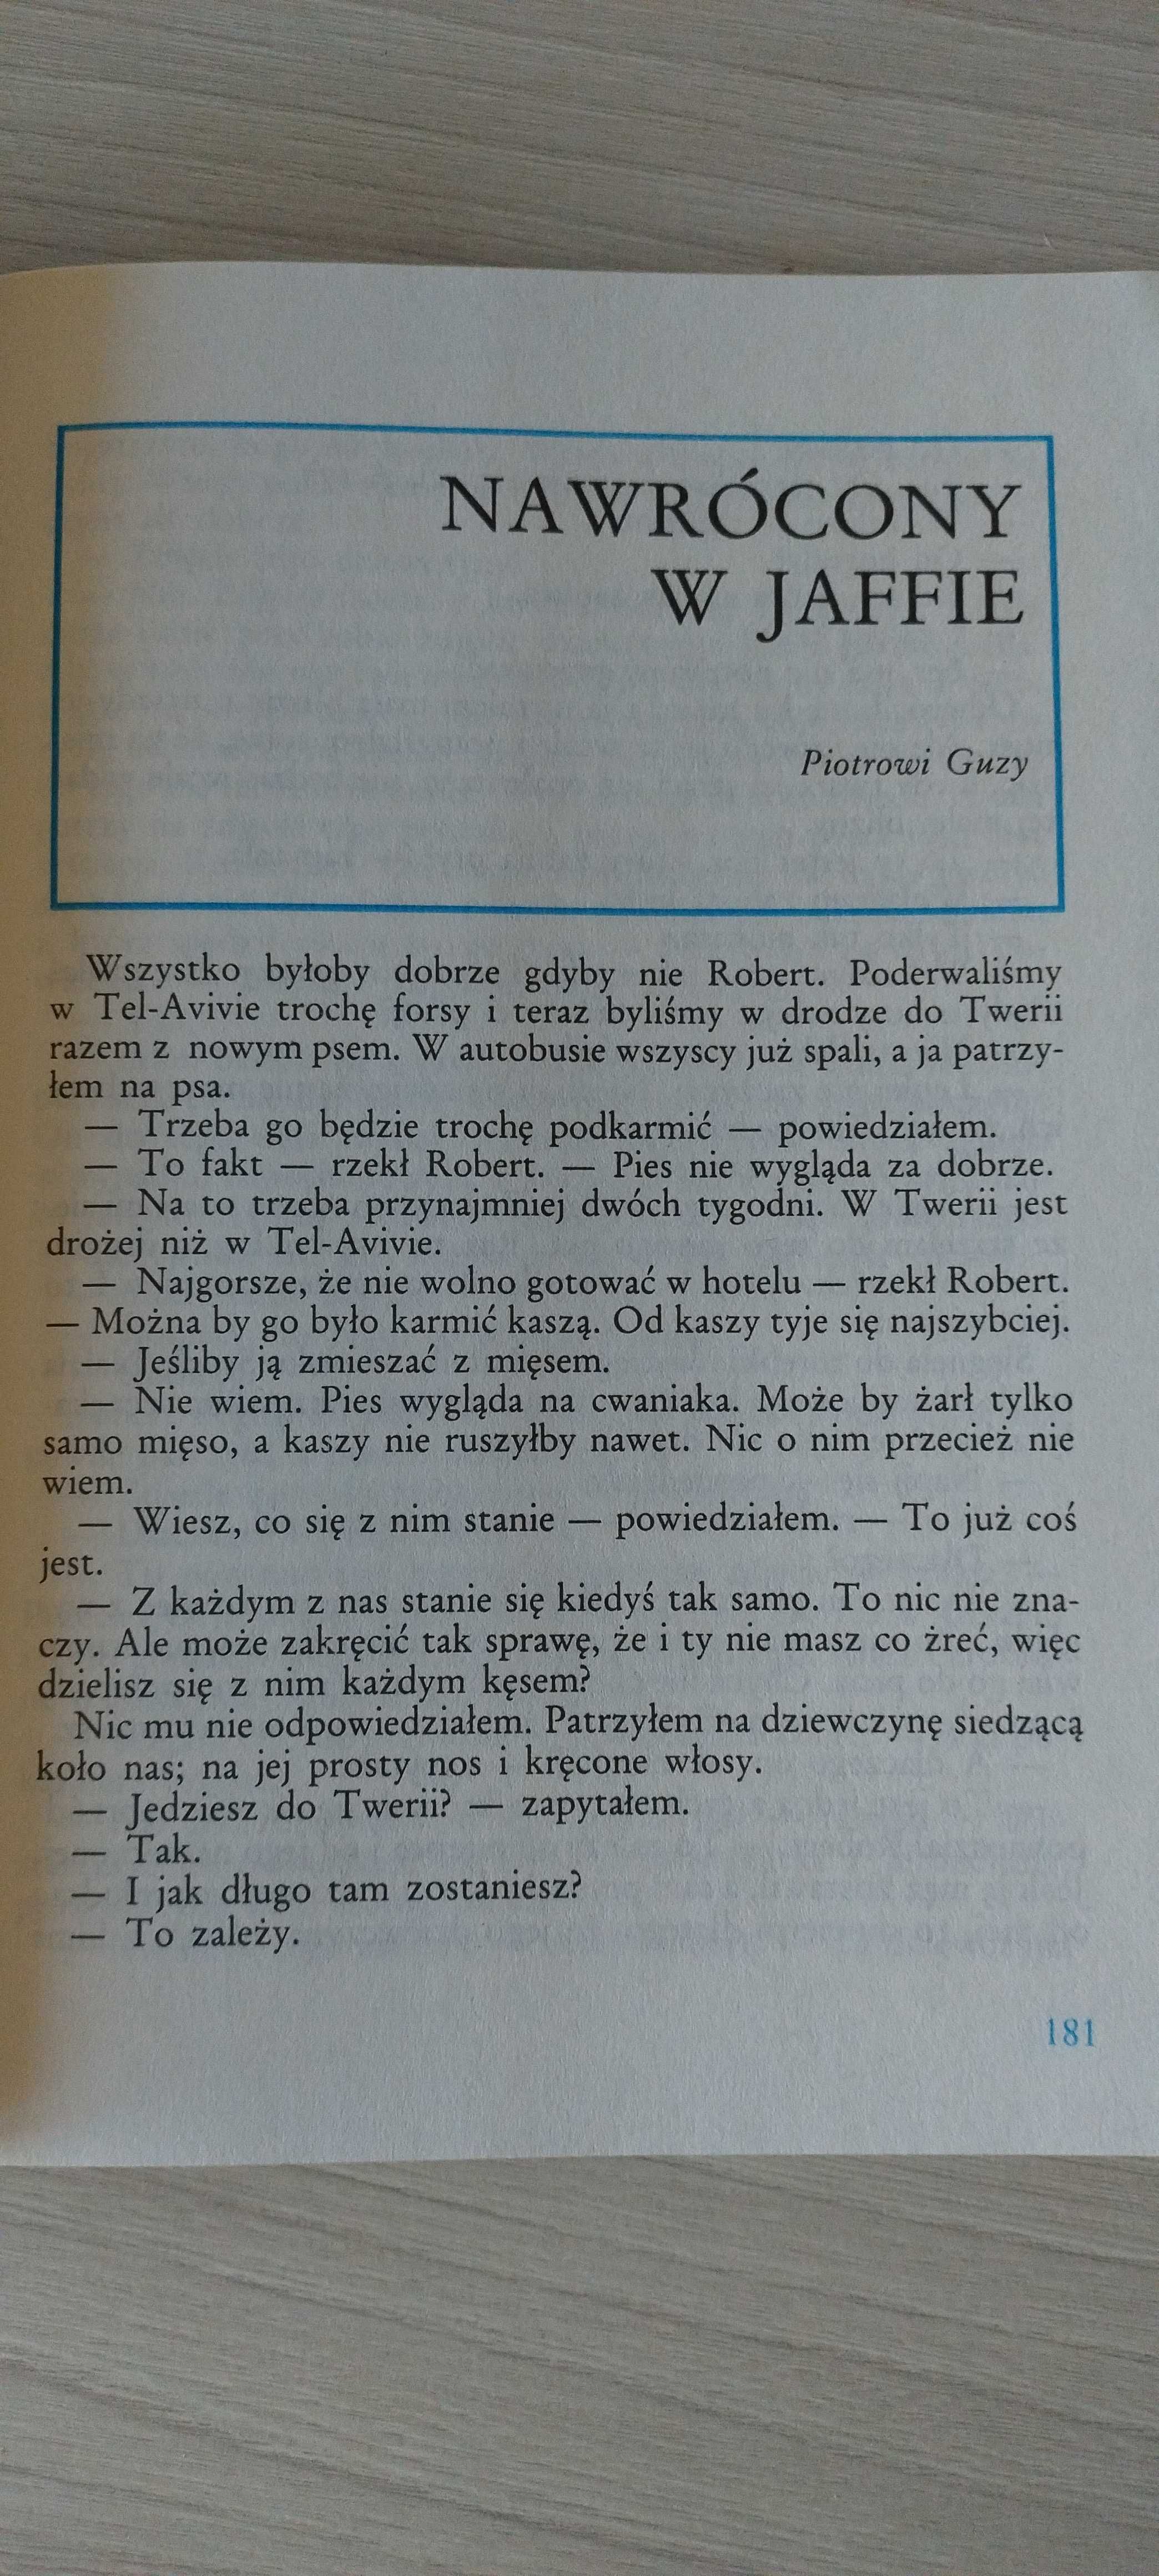 NAWRÓCONY
W JAFFIE
Piotrowi Guzy
Wszystko byłoby dobrze gdyby nie Robert. Poderwaliśmy
w Tel-Avivie trochę forsy i teraz byliśmy w drodze do Twerii
razem z nowym psem. W autobusie wszyscy już spali, a ja patrzy-
łem na psa.
— Trzeba go będzie trochę podkarmić — powiedziałem.
— To fakt — rzekł Robert. — Pies nie wygląda za dobrze.
— Na to trzeba przynajmniej dwóch tygodni. W Twerii jest
drożej niż w Tel-Avivie.
— Najgorsze, że nie wolno gotować w hotelu — rzekł Robert.
— Można by go było karmić kaszą. Od kaszy tyje się najszybciej.
— Jeśliby ją zmieszać z mięsem.
— Nie wiem. Pies wygląda na cwaniaka. Może by żarł tylko
samo mięso, a kaszy nie ruszyłby nawet. Nic o nim przecież nie
wiem.
— Wiesz, co się z nim stanie — powiedziałem. — To już coś
jest.
— Z każdym z nas stanie się kiedyś tak samo. To nic nie zna-
czy. Ale może zakręcić tak sprawę, że i ty nie masz co żreć, więc
dzielisz się z nim każdym kęsem?
Nic mu nie odpowiedziałem. Patrzyłem na dziewczynę siedzącą
koło nas; na jej prosty nos i kręcone włosy.
— Jedziesz do Twerii? — zapytałem.
— Tak.
— I jak długo tam zostaniesz?
— To zależy.
181